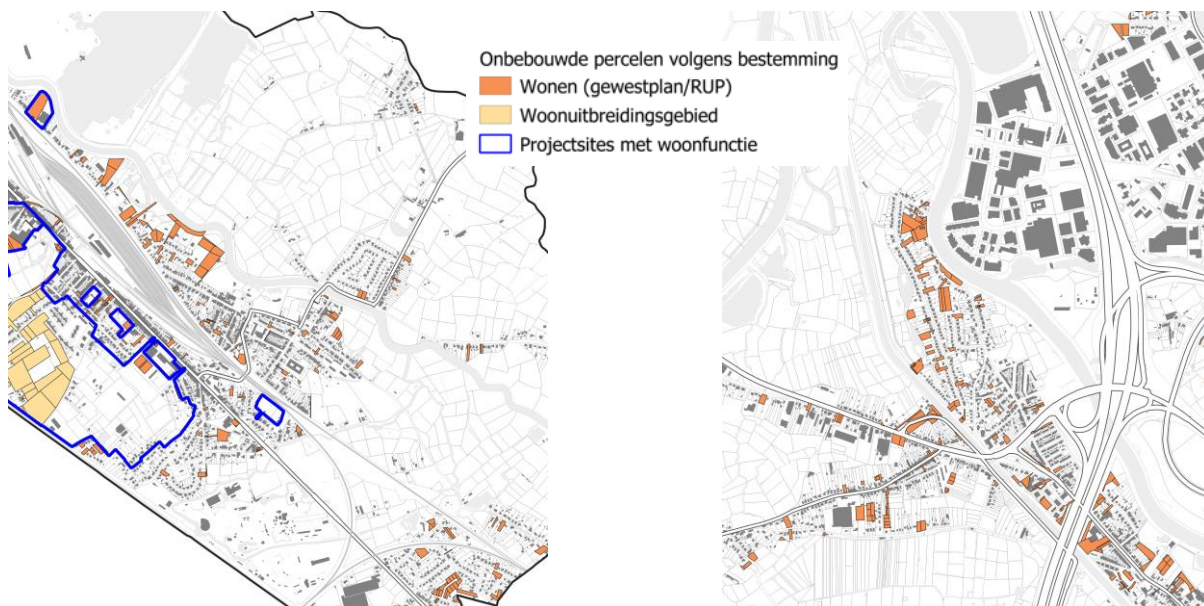 Onbebouwde percelen volgens bestemming
Wonen (gewestplan/RUP)
Woonuitbreidingsgebied
Projectsites met woonfunctie